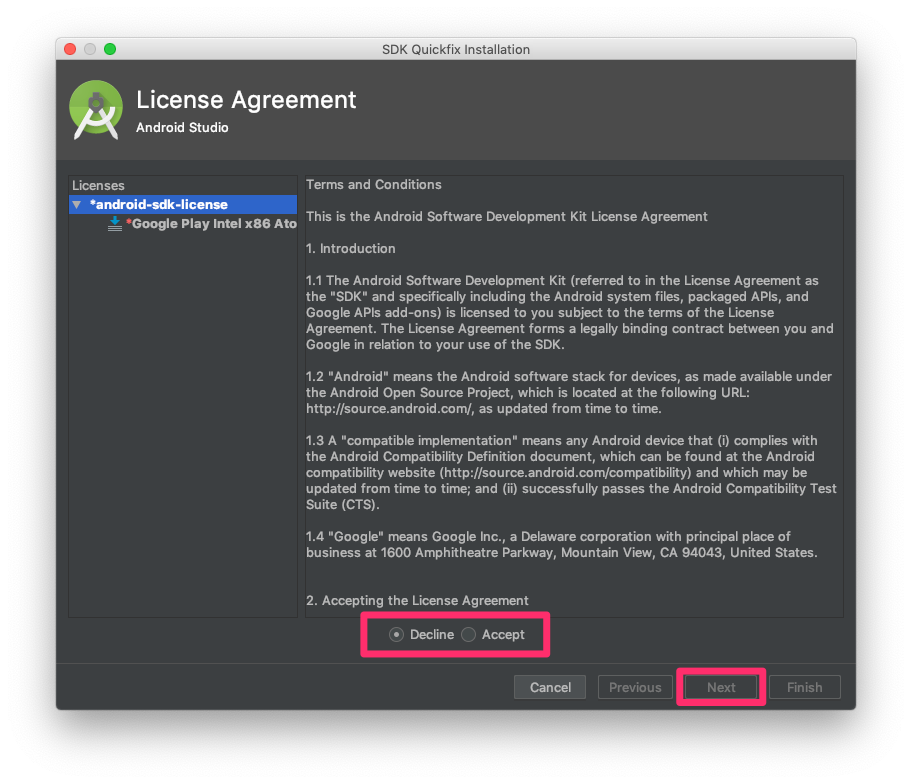 SDK Quickfix Installation
License Agreement
Android Studio
Licenses
*android-sdk-license
*Google Play Intel x86 Ato
Terms and Conditions
This is the Android Software Development Kit License Agreement
1. Introduction
1.1 The Android Software Development Kit (referred to in the License Agreement as
the "SDK" and specifically including the Android system files, packaged APIs, and
Google APIs add-ons) is licensed to you subject to the terms of the License
Agreement. The License Agreement forms a legally binding contract between you and
Google in relation to your use of the SDK.
1.2 "Android" means the Android software stack for devices, as made available under
the Android Open Source Project, which is located at the following URL:
http://source.android.com/, as updated from time to time.
1.3 A "compatible implementation" means any Android device that (i) complies with
the Android Compatibility Definition document, which can be found at the Android
compatibility website (http://source.android.com/compatibility) and which may be
updated from time to time; and (ii) successfully passes the Android Compatibility Test
Suite (CTS).
1.4 "Google" means Google Inc., a Delaware corporation with principal place of
business at 1600 Amphitheatre Parkway, Mountain View, CA 94043, United States.
2. Accepting the License Agreement
Decline Accept
Cancel Previous Next Finish